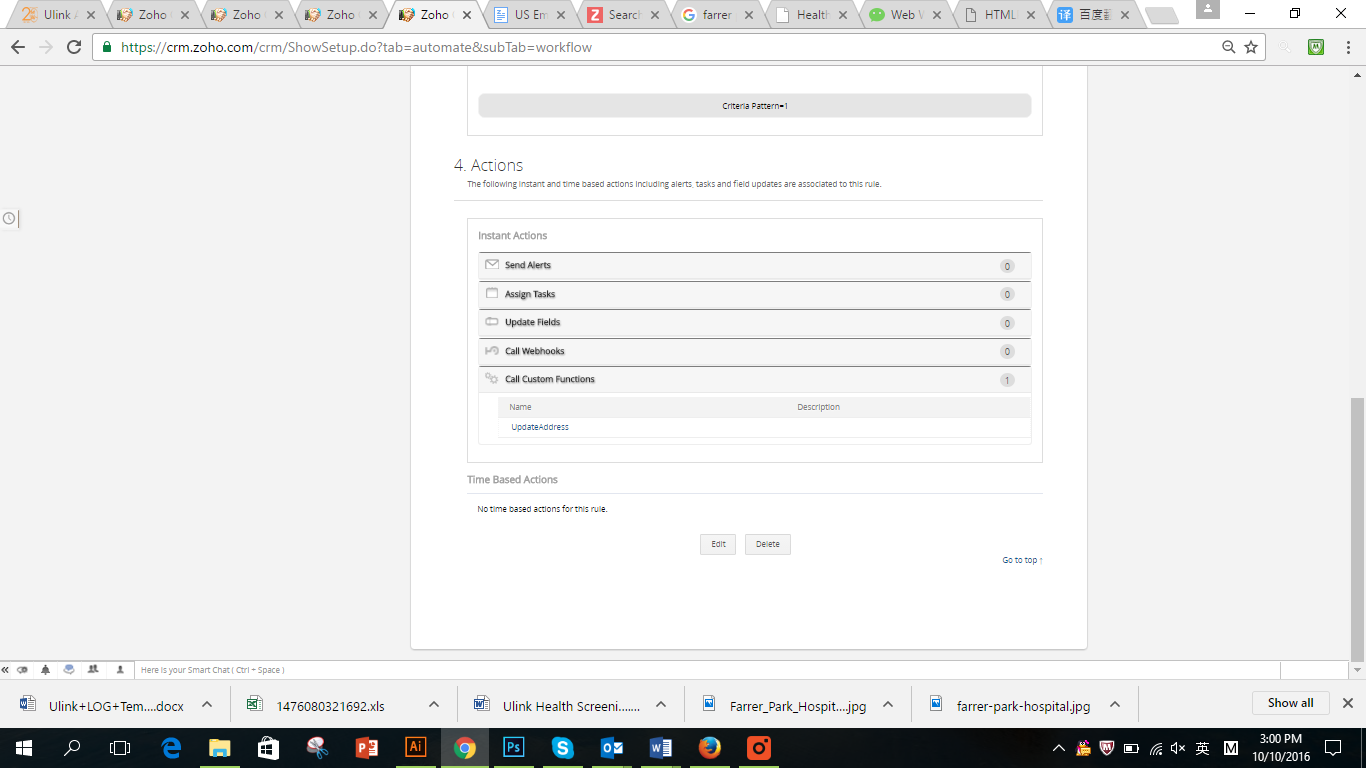 Ulink A
Zoho
Zoho
Zoho
Zoho
US Em
Search
farrer
Health
Web W
HTML
https://crm.zoho.com/crm/ShowSetup.do?tab=automate&subTab=workflow
Criteria Pattern=1
4. Actions
The following instant and time based actions including alerts, tasks and field updates are associated to this rule.
Instant Actions
Send Alerts 0
Assign Tasks 0
Update Fields 0
Call Webhooks 0
Call Custom Functions 1
Name Description
UpdateAddress
Time Based Actions
No time based actions for this rule.
Edit Delete
Go to top ↑
Here is your Smart Chat ( Ctrl + Space )
Ulink+LOG+Tem....docx
1476080321692.xls
Ulink Health Screeni.......
Farrer_Park_Hospit....jpg
farrer-park-hospital.jpg
Show all
英
M
3:00 PM
10/10/2016